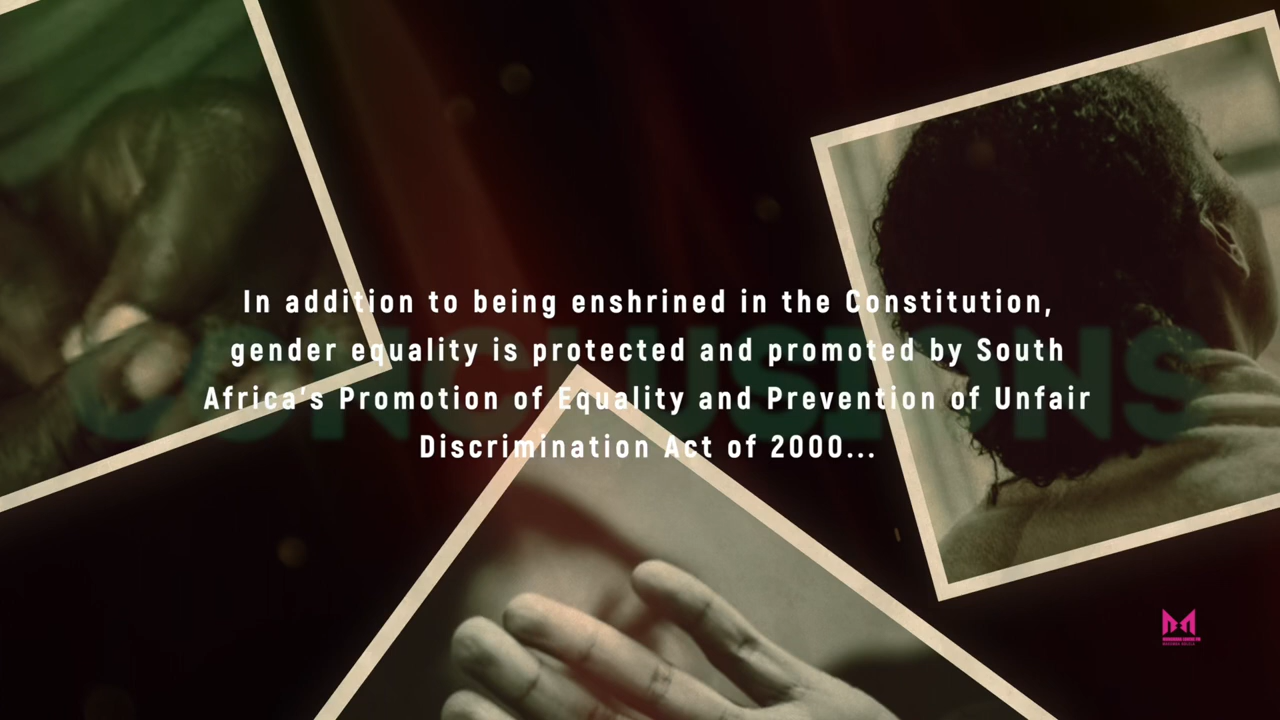 In addition to being enshrined in the Constitution,
gender equality is protected and promoted by South
Africa's Promotion of Equality and Prevention of Unfair
Discrimination Act of 2000...
CONCLUSIONS